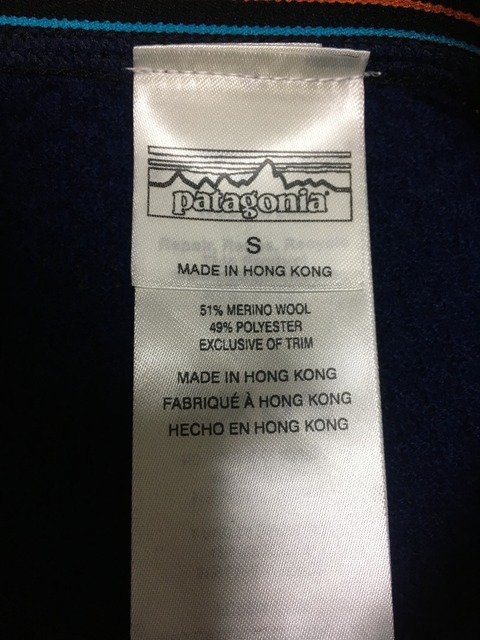 patagonia
S
MADE IN HONG KONG
51% MERINO WOOL
49% POLYESTER
EXCLUSIVE OF TRIM
MADE IN HONG KONG
FABRIQUÉ À HONG KONG
HECHO EN HONG KONG